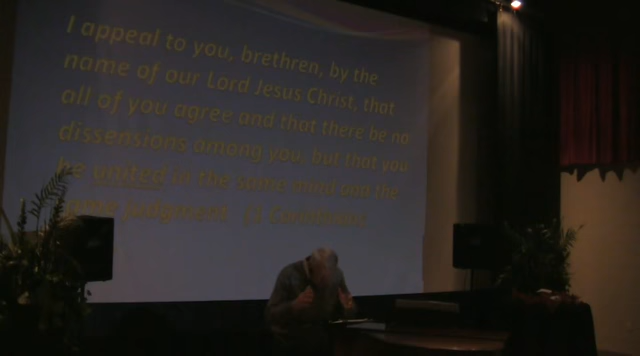 I appeal to you, brethren, by the
name of our Lord Jesus Christ, that
all of you agree and that there be no
dissensions among you, but that you
be united in the same mind and the
same judgment. (1 Corinthians